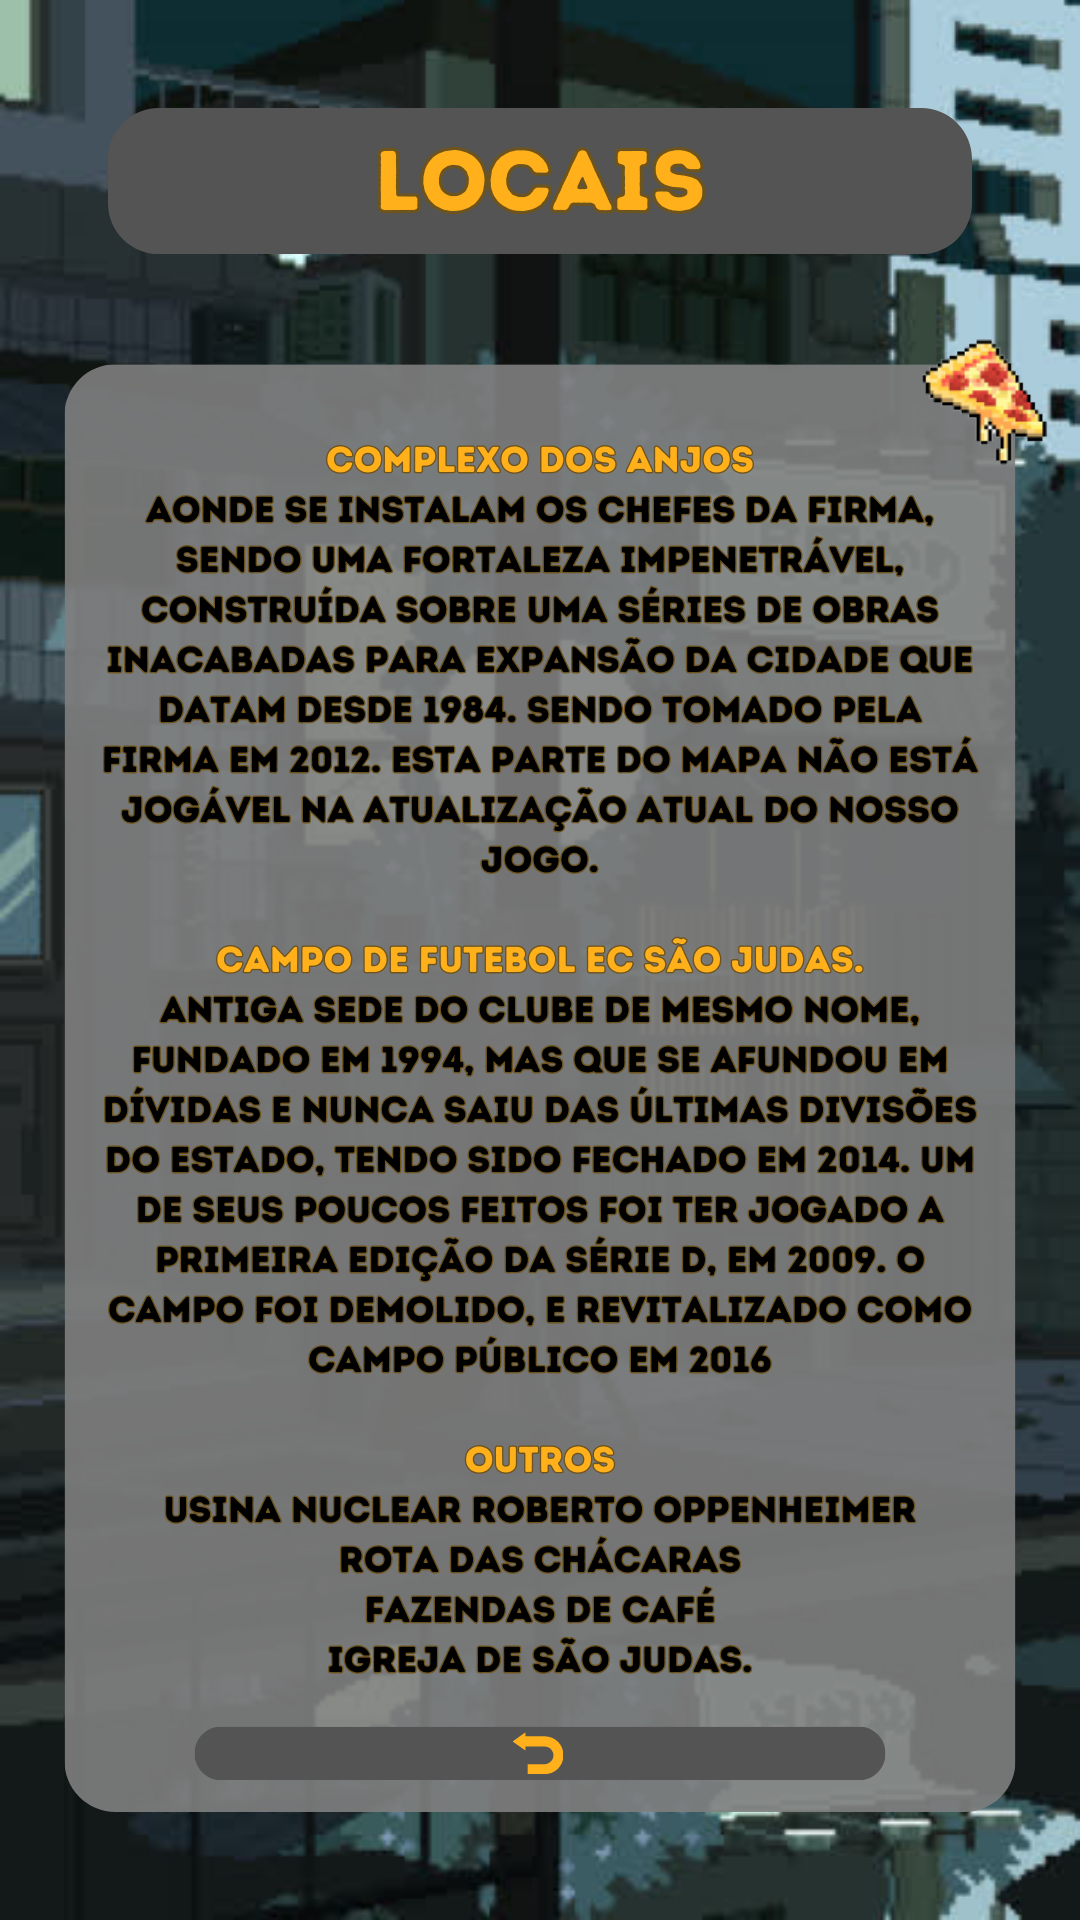 LOCAIS
COMPLEXO DOS ANJOS
AONDE SE INSTALAM OS CHEFES DA FIRMA,
SENDO UMA FORTALEZA IMPENETRÁVEL,
CONSTRUÍDA SOBRE UMA SÉRIES DE OBRAS
INACABADAS PARA EXPANSÃO DA CIDADE QUE
DATAM DESDE 1984. SENDO TOMADO PELA
FIRMA EM 2012. ESTA PARTE DO MAPA NÃO ESTÁ
JOGÁVEL NA ATUALIZAÇÃO ATUAL DO NOSSO
JOGO.
CAMPO DE FUTEBOL EC SÃO JUDAS.
ANTIGA SEDE DO CLUBE DE MESMO NOME,
FUNDADO EM 1994, MAS QUE SE AFUNDOU EM
DÍVIDAS E NUNCA SAIU DAS ÚLTIMAS DIVISÕES
DO ESTADO, TENDO SIDO FECHADO EM 2014. UM
DE SEUS POUCOS FEITOS FOI TER JOGADO A
PRIMEIRA EDIÇÃO DA SÉRIE D, EM 2009. O
CAMPO FOI DEMOLIDO, E REVITALIZADO COMO
CAMPO PÚBLICO EM 2016
OUTROS
USINA NUCLEAR ROBERTO OPPENHEIMER
ROTA DAS CHÁCARAS
FAZENDAS DE CAFÉ
IGREJA DE SÃO JUDAS.